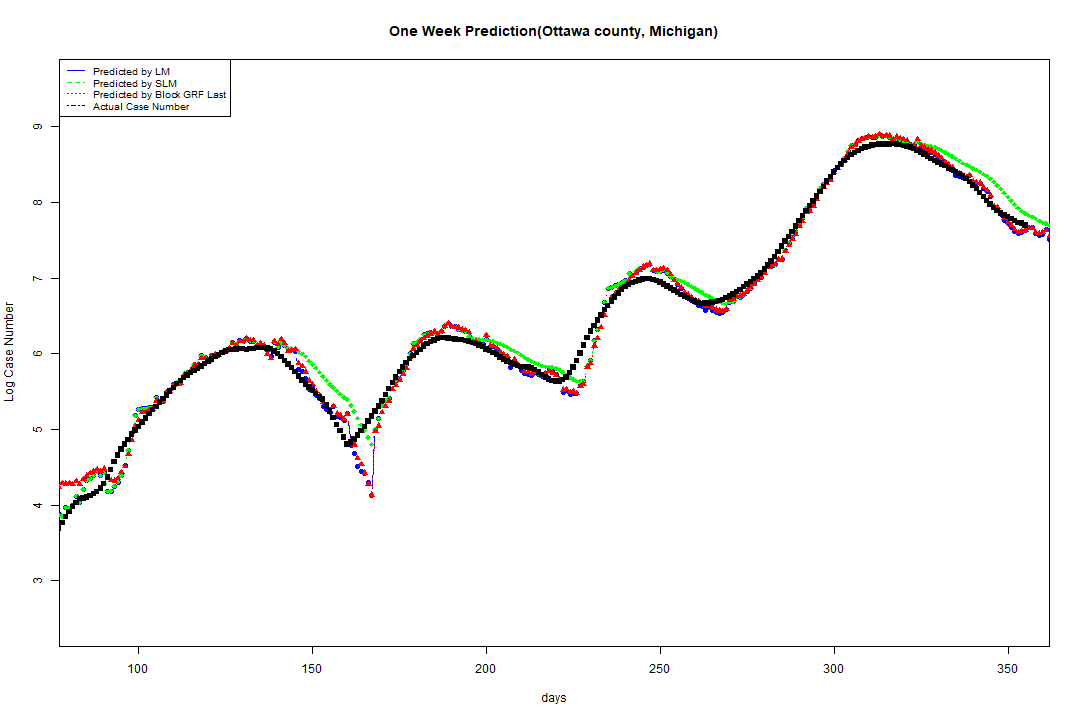 One Week Prediction(Ottawa county, Michigan)
Predicted by LM
Predicted by SLM
Predicted by Block GRF Last
Actual Case Number
9
8
7
6
5
4
3
Log Case Number
100 150 200 250 300 350
days